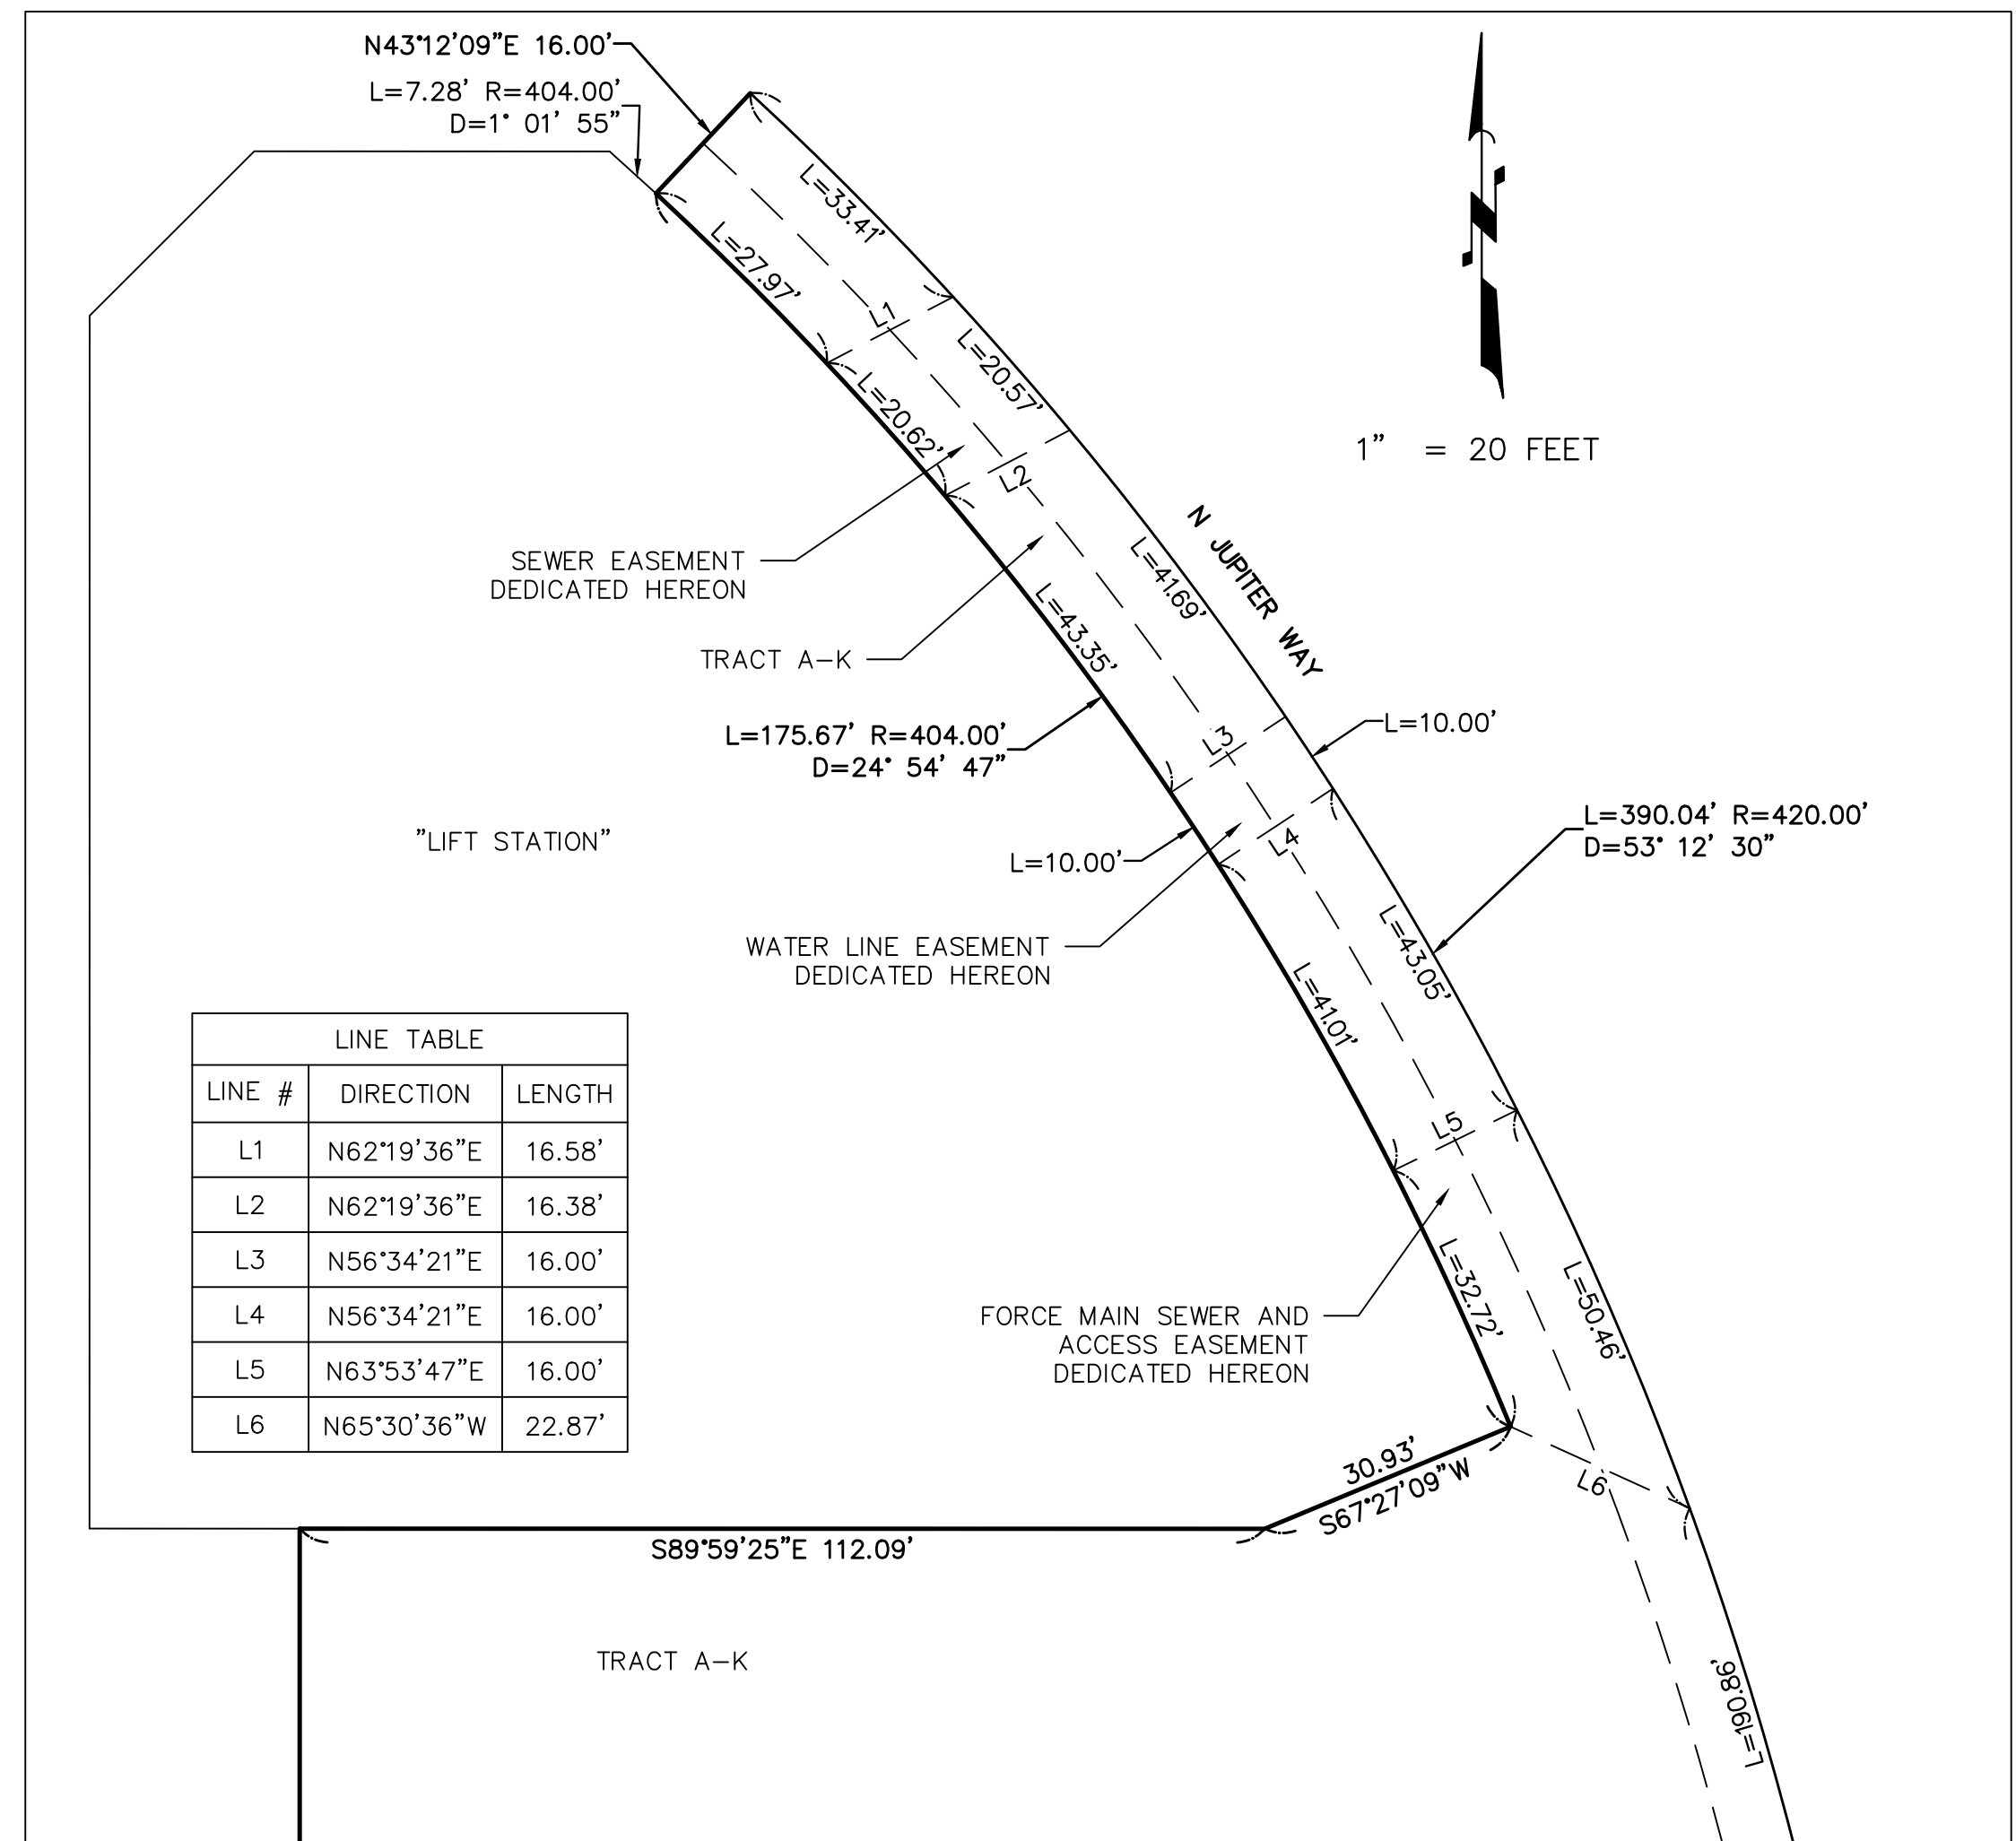 N43°12'09"E 16.00'
L=7.28' R=404.00'
D=1° 01' 55"
L=33.41'
L=27.97'
L1
L=20.57'
L=20.62'
L2
1" = 20 FEET
N
N JUPITER WAY
SEWER EASEMENT
DEDICATED HEREON
L=41.69'
L=43.35'
TRACT A-K
L=175.67' R=404.00'
D=24° 54' 47"
L3
L=10.00'
L=390.04' R=420.00'
D=53° 12' 30"
"LIFT STATION"
L4
L=10.00'
WATER LINE EASEMENT
DEDICATED HEREON
L=43.05'
L=41.01'
LINE TABLE
LINE # DIRECTION LENGTH
L1 N62°19'36"E 16.58'
L2 N62°19'36"E 16.38'
L3 N56°34'21"E 16.00'
L4 N56°34'21"E 16.00'
L5 N63°53'47"E 16.00'
L6 N65°30'36"W 22.87'
L5
FORCE MAIN SEWER AND
ACCESS EASEMENT
DEDICATED HEREON
L=32.72'
L=50.46'
30.93'
S67°27'09"W
L6
S89°59'25"E 112.09'
TRACT A-K
L=190.86'